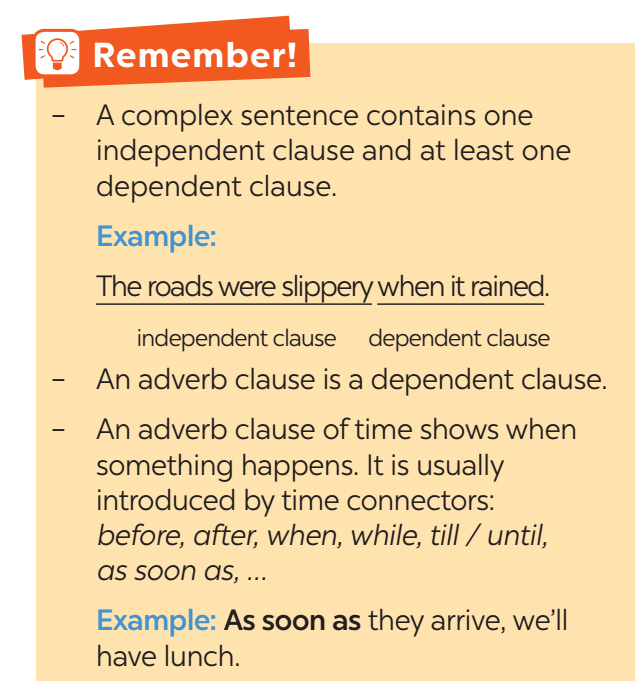 Remember!
– A complex sentence contains one
independent clause and at least one
dependent clause.
Example:
The roads were slippery when it rained.
independent clause dependent clause
– An adverb clause is a dependent clause.
– An adverb clause of time shows when
something happens. It is usually
introduced by time connectors:
before, after, when, while, till / until,
as soon as, ...
Example: As soon as they arrive, we’ll
have lunch.